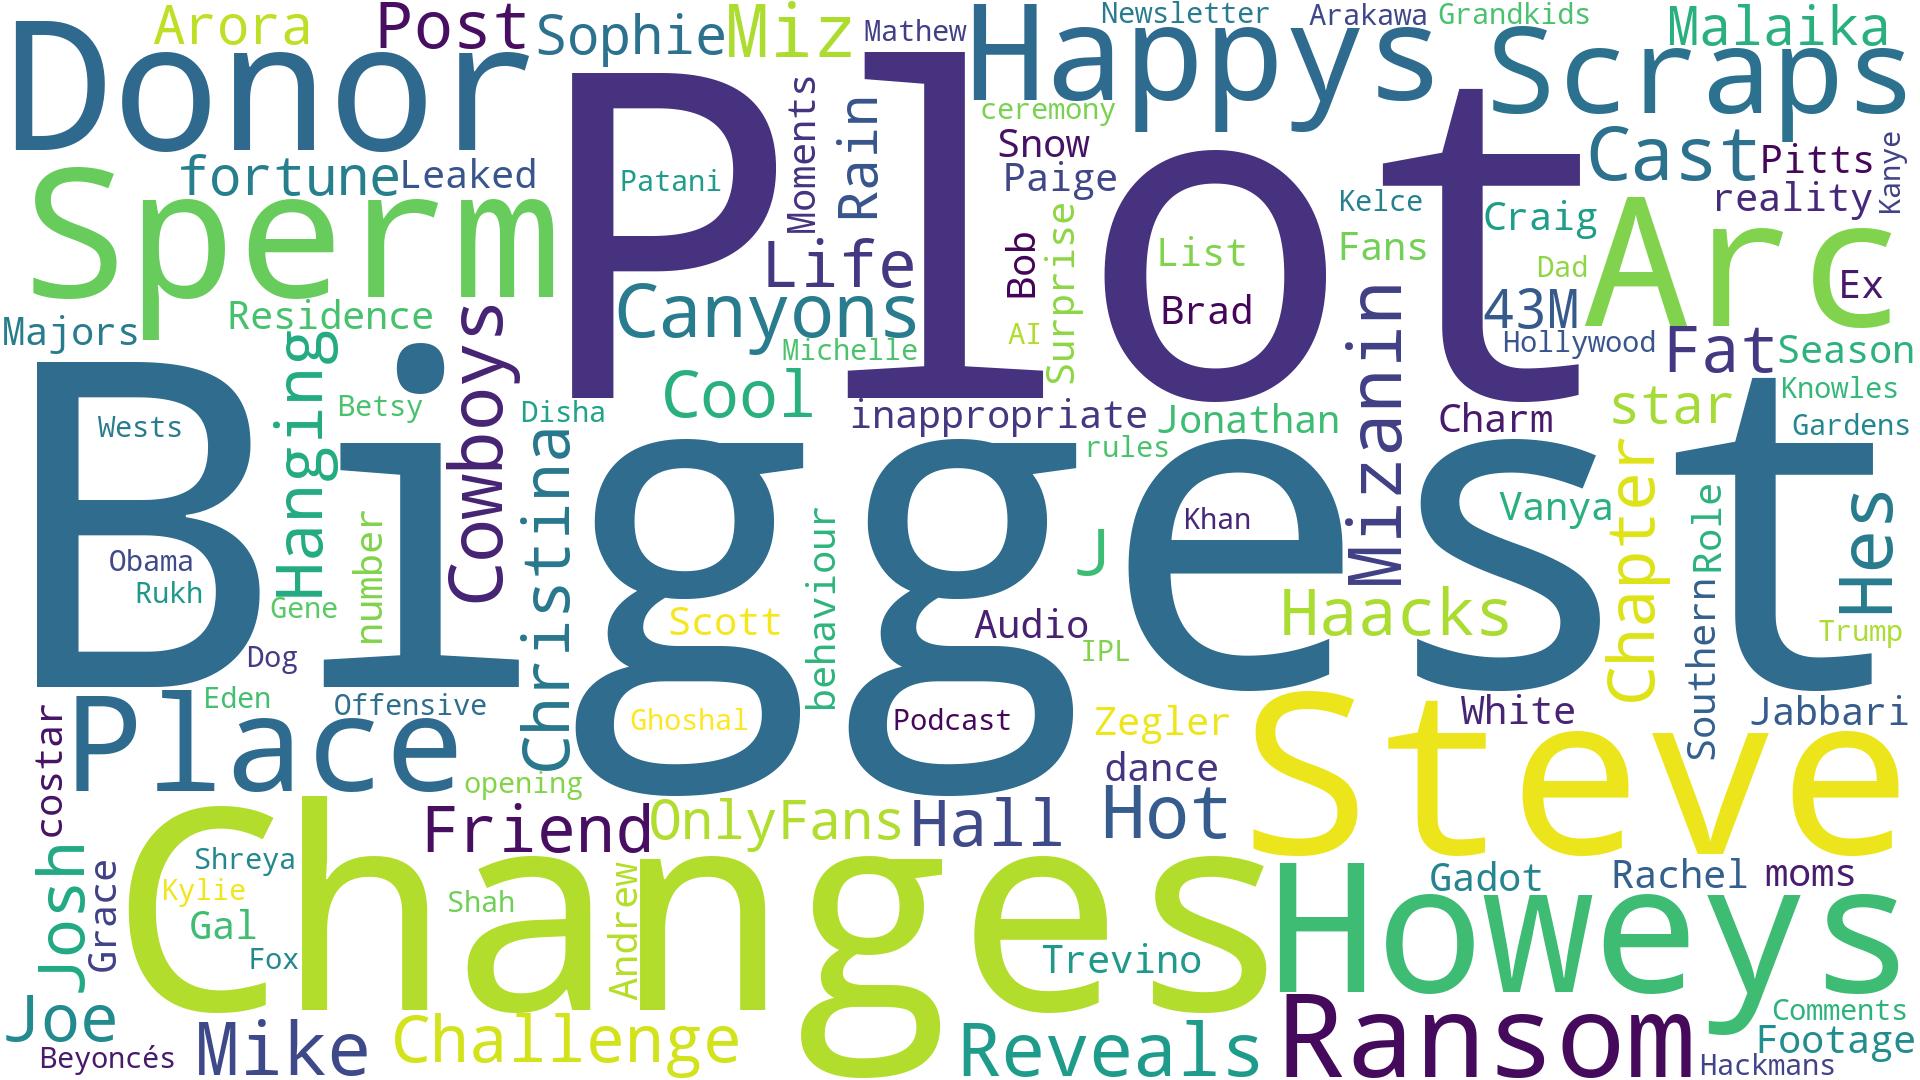 Donor
Arora
Post
Sophie
Miz
Mathew
Happys
Newsletter
Arakawa
Grandkids
Malaika
Scraps
Plot
Sperm
fortune
Leaked
Patani
Moments
Rain
ceremony
Snow
Paige
Kelce
Cast
Pitts
reality
Kanye
Craig
Arc
Life
Canyons
Bob
Surprise
List
Brad
Fans
Dad
Ex
43M
Majors
Residence
Cowboys
Michelle
AI
Mizanin
Hollywood
Fat
Season
Biggest
Hanging
Betsy
Disha
Cool
inappropriate
Jonathan
rules
Charm
star
Knowles
Gardens
Wests
number
Christina
behaviour
J
Khan
Vanya
Chapter
Role
Hes
Obama
Rukh
Gene
Scott
Audio
IPL
Haacks
Southern
Trump
Dog
Eden
Offensive
Ghoshal
Podcast
Zegler
White
Jabbari
costar
Place
opening
dance
Steve
Friend
OnlyFans
Hall
Hot
Changes
Josh
Grace
Shreya
Kylie
Gal
Fox
Shah
Andrew
Trevino
Howeys
Gadot
Rachel
moms
Joe
Beyoncés
Mike
Challenge
Reveals
Ransom
Comments
Footage
Hackmans